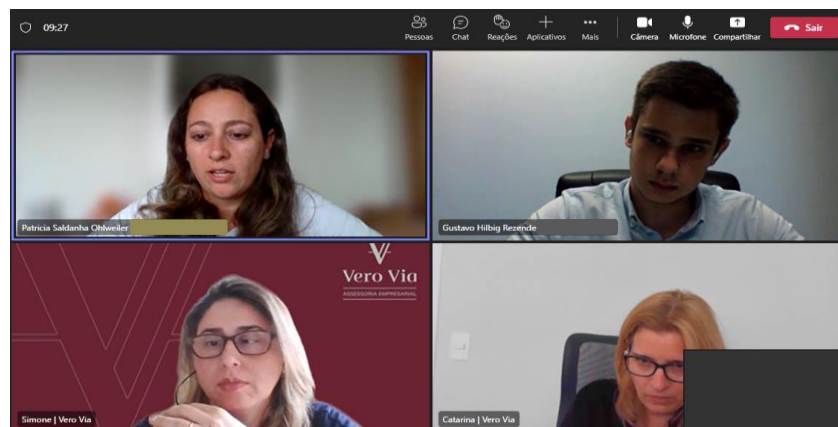 09:27
Pessoas
Chat
Reações
Aplicativos
Mais
Câmera
Microfone
Compartilhar
Sair
Patricia Saldanha Ohlweiler
Gustavo Hilbig Rezende
Vero Via
ASSESSORIA EMPRESARIAL
Simone | Vero Via
Catarina | Vero Via